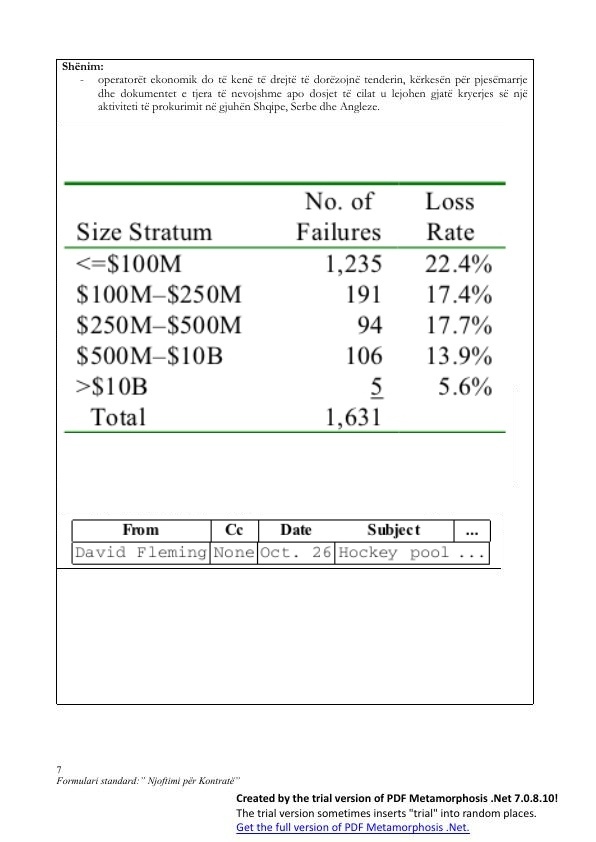 Shënim:
- operatorët ekonomik do të kenë të drejtë të dorëzojnë tenderin, kërkesën për pjesëmarrje
dhe dokumentet e tjera të nevojshme apo dosjet të cilat u lejohen gjatë kryerjes së një
aktiviteti të prokurimit në gjuhën Shqipe, Serbe dhe Angleze.
No. of Loss
Size Stratum Failures Rate
<=$100M 1,235 22.4%
$100M–$250M 191 17.4%
$250M–$500M 94 17.7%
$500M–$10B 106 13.9%
>$10B 5 5.6%
Total 1,631
From Cc Date Subject ...
David Fleming None Oct. 26 Hockey pool ...
7
Formulari standard:” Njoftimi për Kontratë”
Created by the trial version of PDF Metamorphosis .Net 7.0.8.10!
The trial version sometimes inserts "trial" into random places.
Get the full version of PDF Metamorphosis .Net.